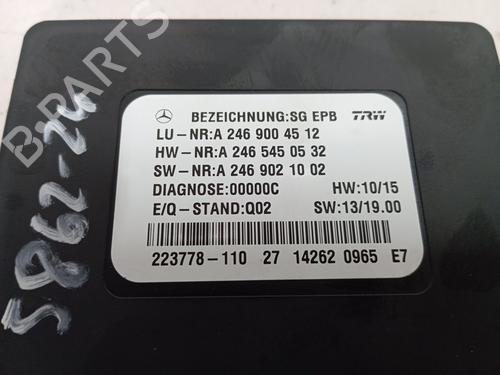 BEZEICHNUNG:SG EPB TRW
LU-NR:A 246 900 45 12
HW-NR:A 246 545 05 32
SW-NR:A 246 902 10 02
DIAGNOSE:00000C HW:10/15
E/Q-STAND:Q02 SW:13/19.00
223778-110 27 14262 0965 E7
5862-24
B-PARTS